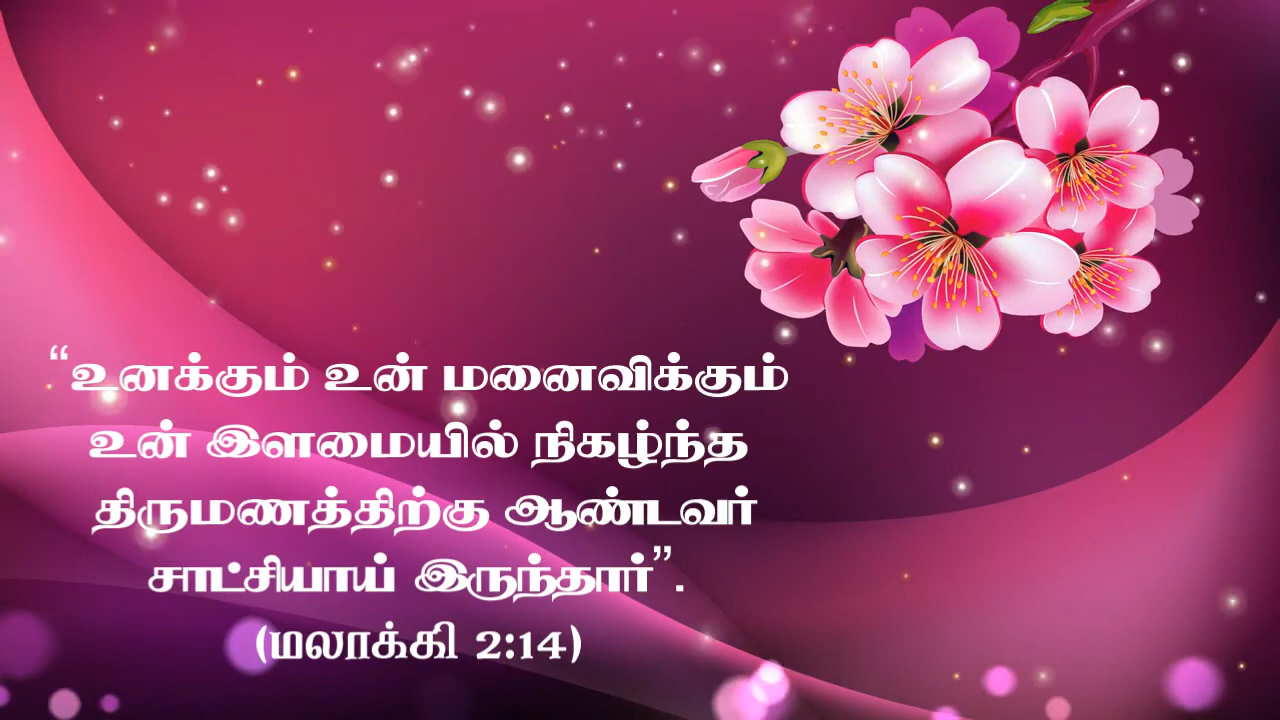 “உனக்கும் உன் மனைவிக்கும்
உன் இளமையில் நிகழ்ந்த
திருமணத்திற்கு ஆண்டவர்
சாட்சியாய் இருந்தார்”.
(மலாக்கி 2:14)